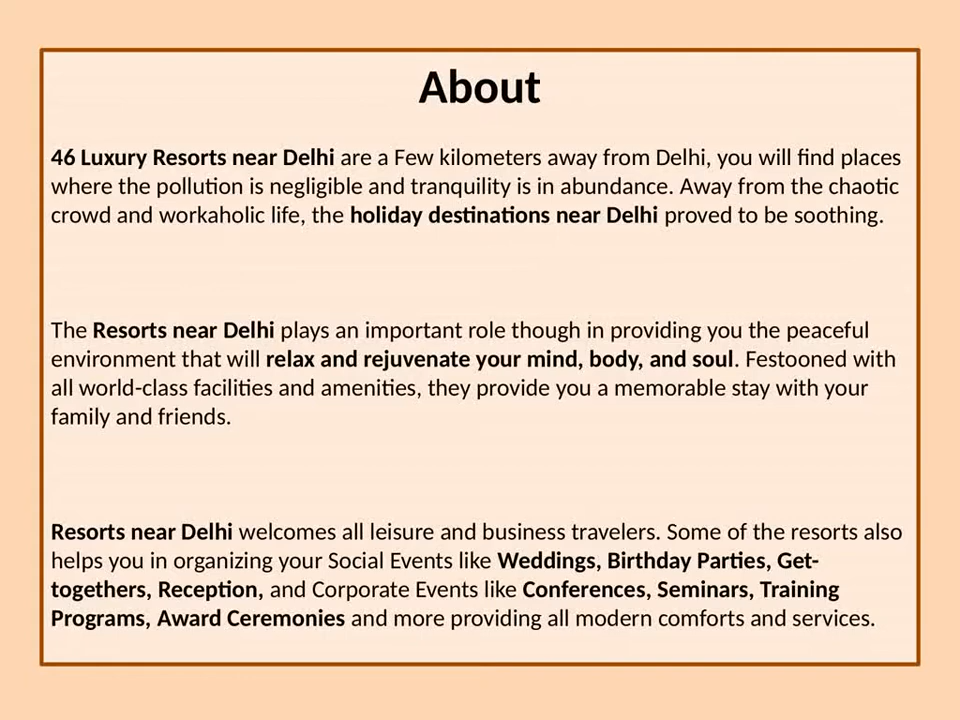 About
46 Luxury Resorts near Delhi are a Few kilometers away from Delhi, you will find places
where the pollution is negligible and tranquility is in abundance. Away from the chaotic
crowd and workaholic life, the holiday destinations near Delhi proved to be soothing.
The Resorts near Delhi plays an important role though in providing you the peaceful
environment that will relax and rejuvenate your mind, body, and soul. Festooned with
all world-class facilities and amenities, they provide you a memorable stay with your
family and friends.
Resorts near Delhi welcomes all leisure and business travelers. Some of the resorts also
helps you in organizing your Social Events like Weddings, Birthday Parties, Get-
togethers, Reception, and Corporate Events like Conferences, Seminars, Training
Programs, Award Ceremonies and more providing all modern comforts and services.